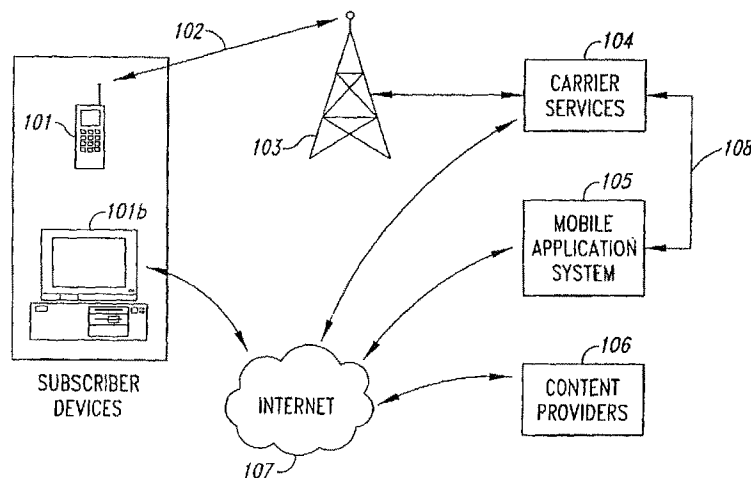 102
104
101
CARRIER
SERVICES
103
108
105
101b
MOBILE
APPLICATION
SYSTEM
106
SUBSCRIBER
DEVICES
INTERNET
CONTENT
PROVIDERS
107